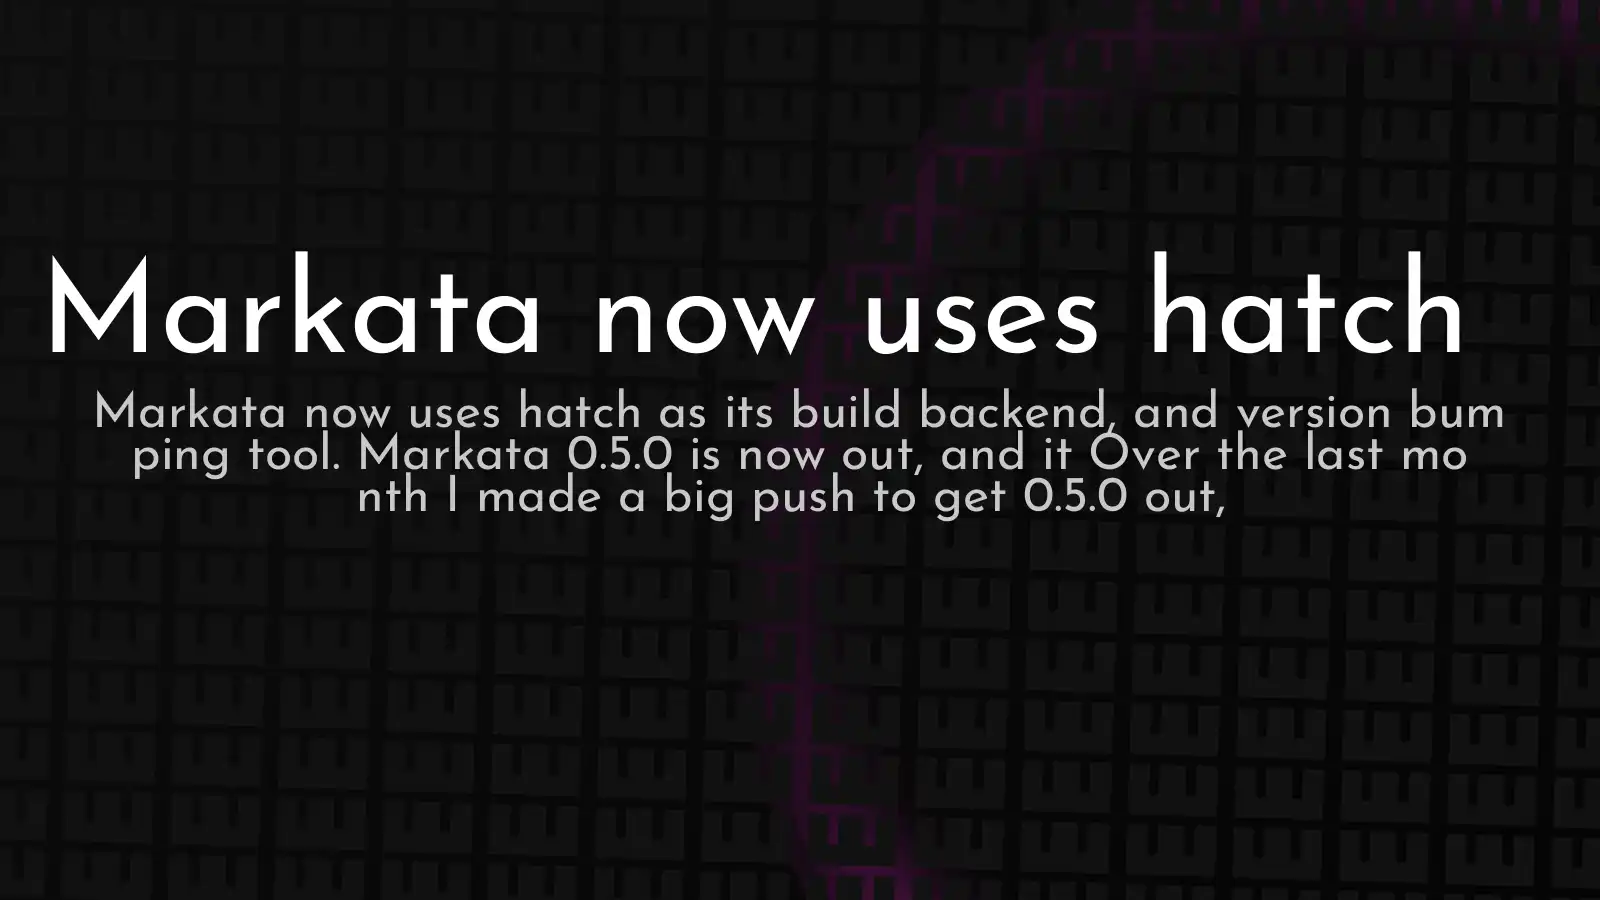 Markata now uses hatch
Markata now uses hatch as its build backend, and version bum
ping tool. Markata 0.5.0 is now out, and it Over the last mo
nth I made a big push to get 0.5.0 out,